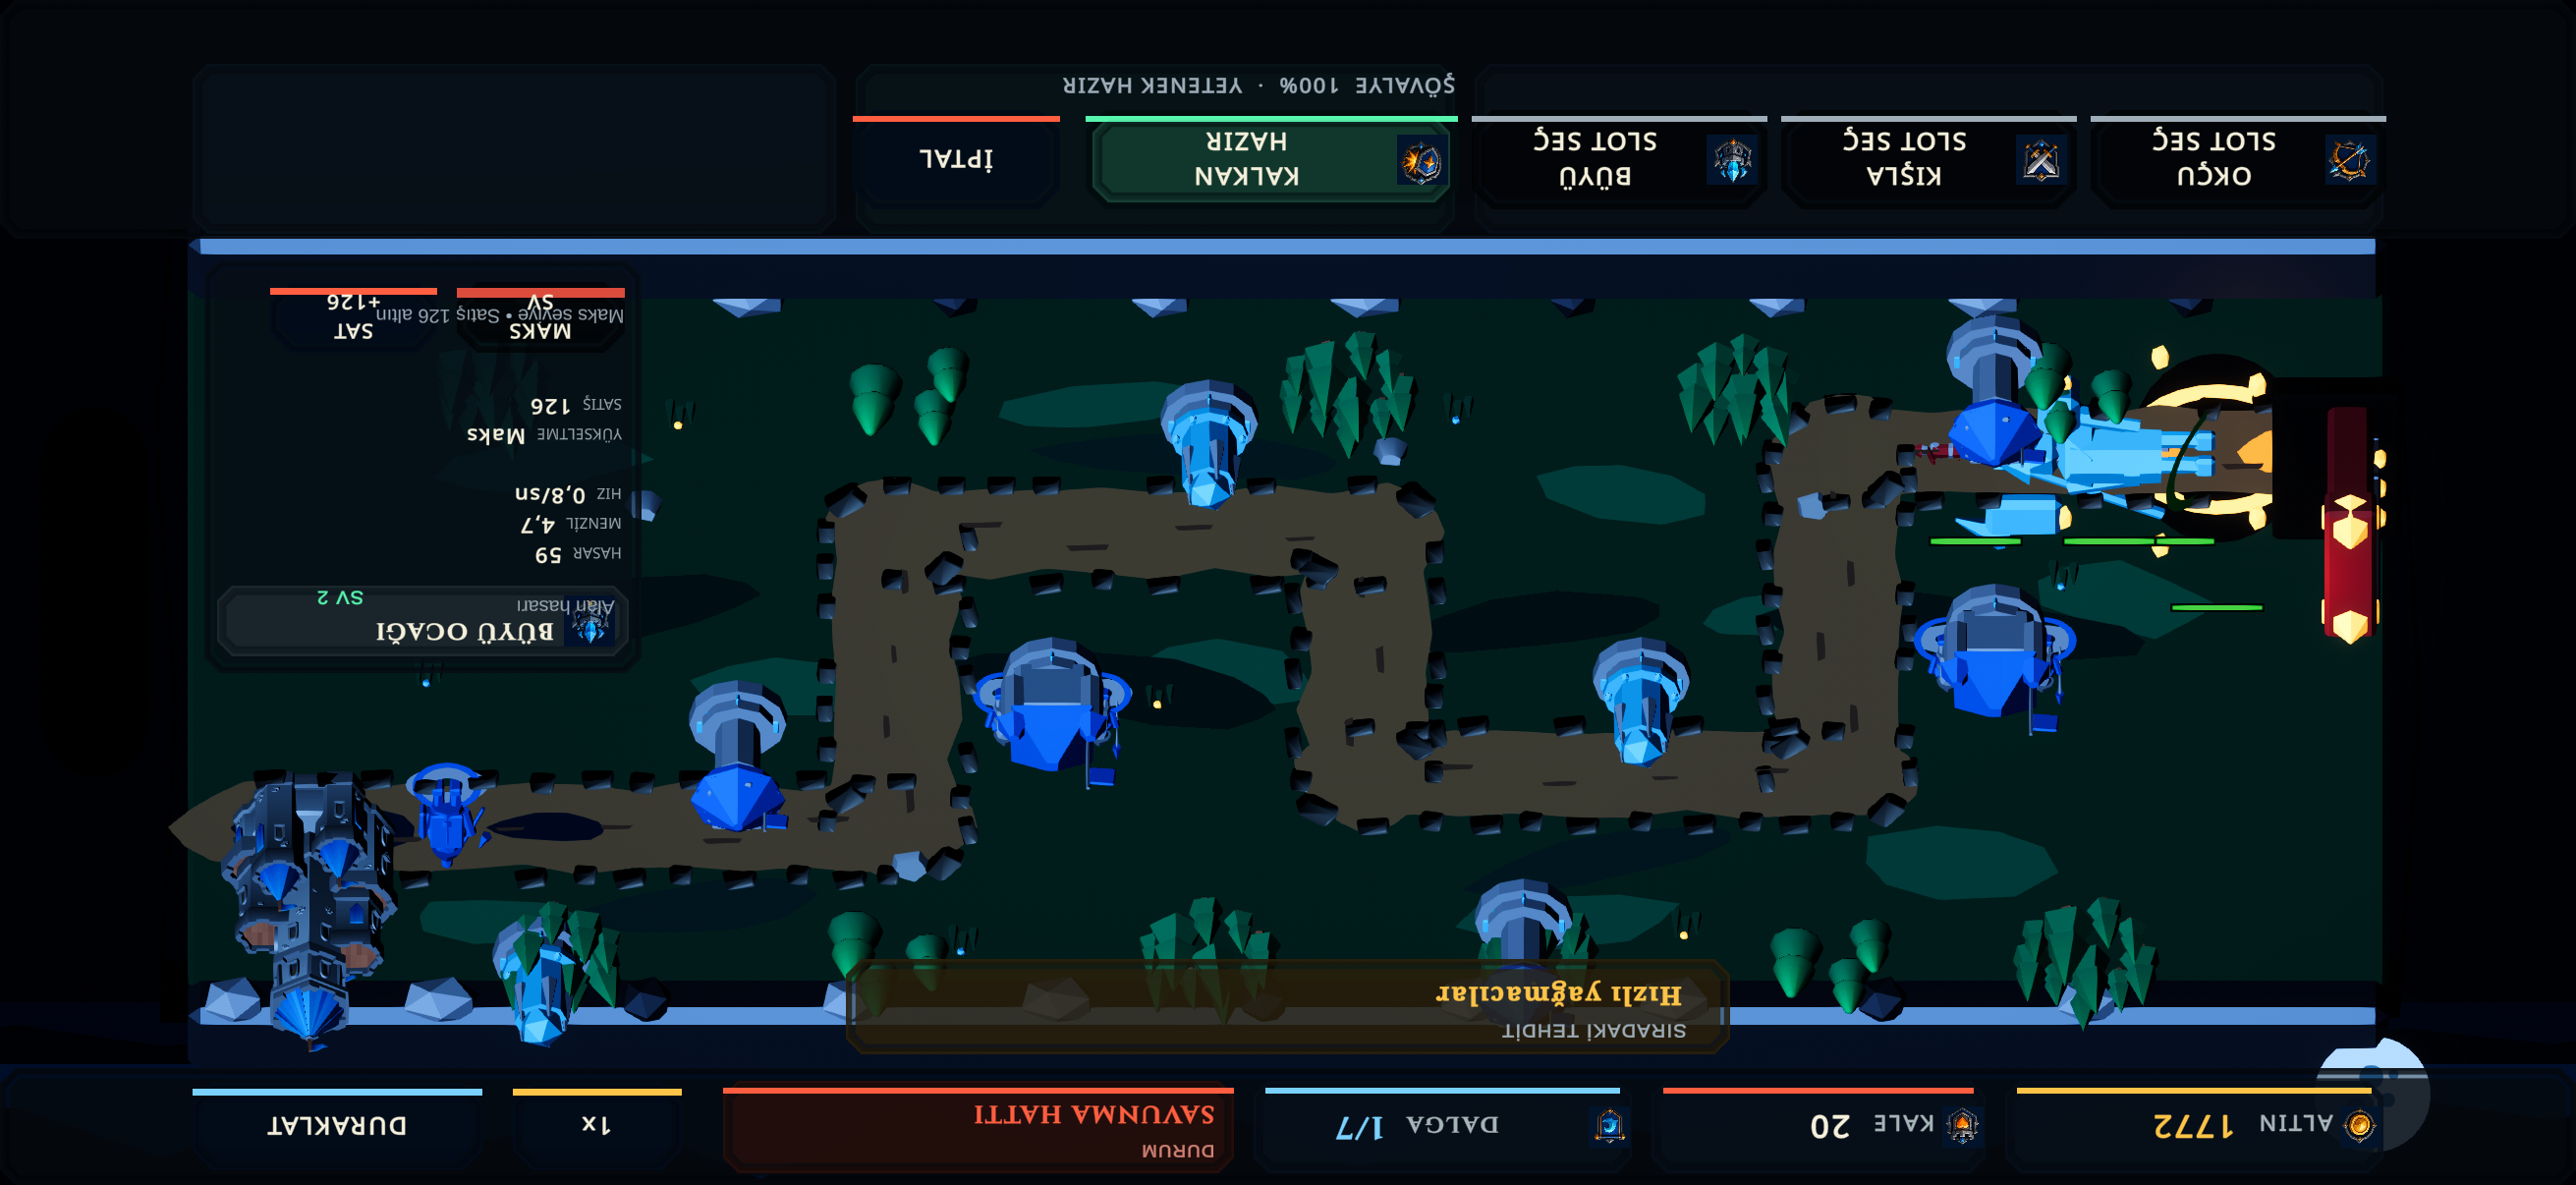 ALTIN 1772
KALE 20
DALGA 1/7
DURUM
SAVUNMA HATTI
1x
DURAKLAT
SIRADAKİ TEHDİT
Hızlı yağmacılar
BÜYÜ OCAĞI
Alan hasarı
SV 2
HASAR 59
MENZİL 4,7
HIZ 0,8/sn
YÜKSELTME Maks
SATIŞ 126
MAKS
SV
SAT
+126
Maks seviye • Satış 126 altın
OKÇU
SLOT SEÇ
KIŞLA
SLOT SEÇ
BÜYÜ
SLOT SEÇ
KALKAN
HAZIR
İPTAL
ŞÖVALYE 100% · YETENEK HAZIR